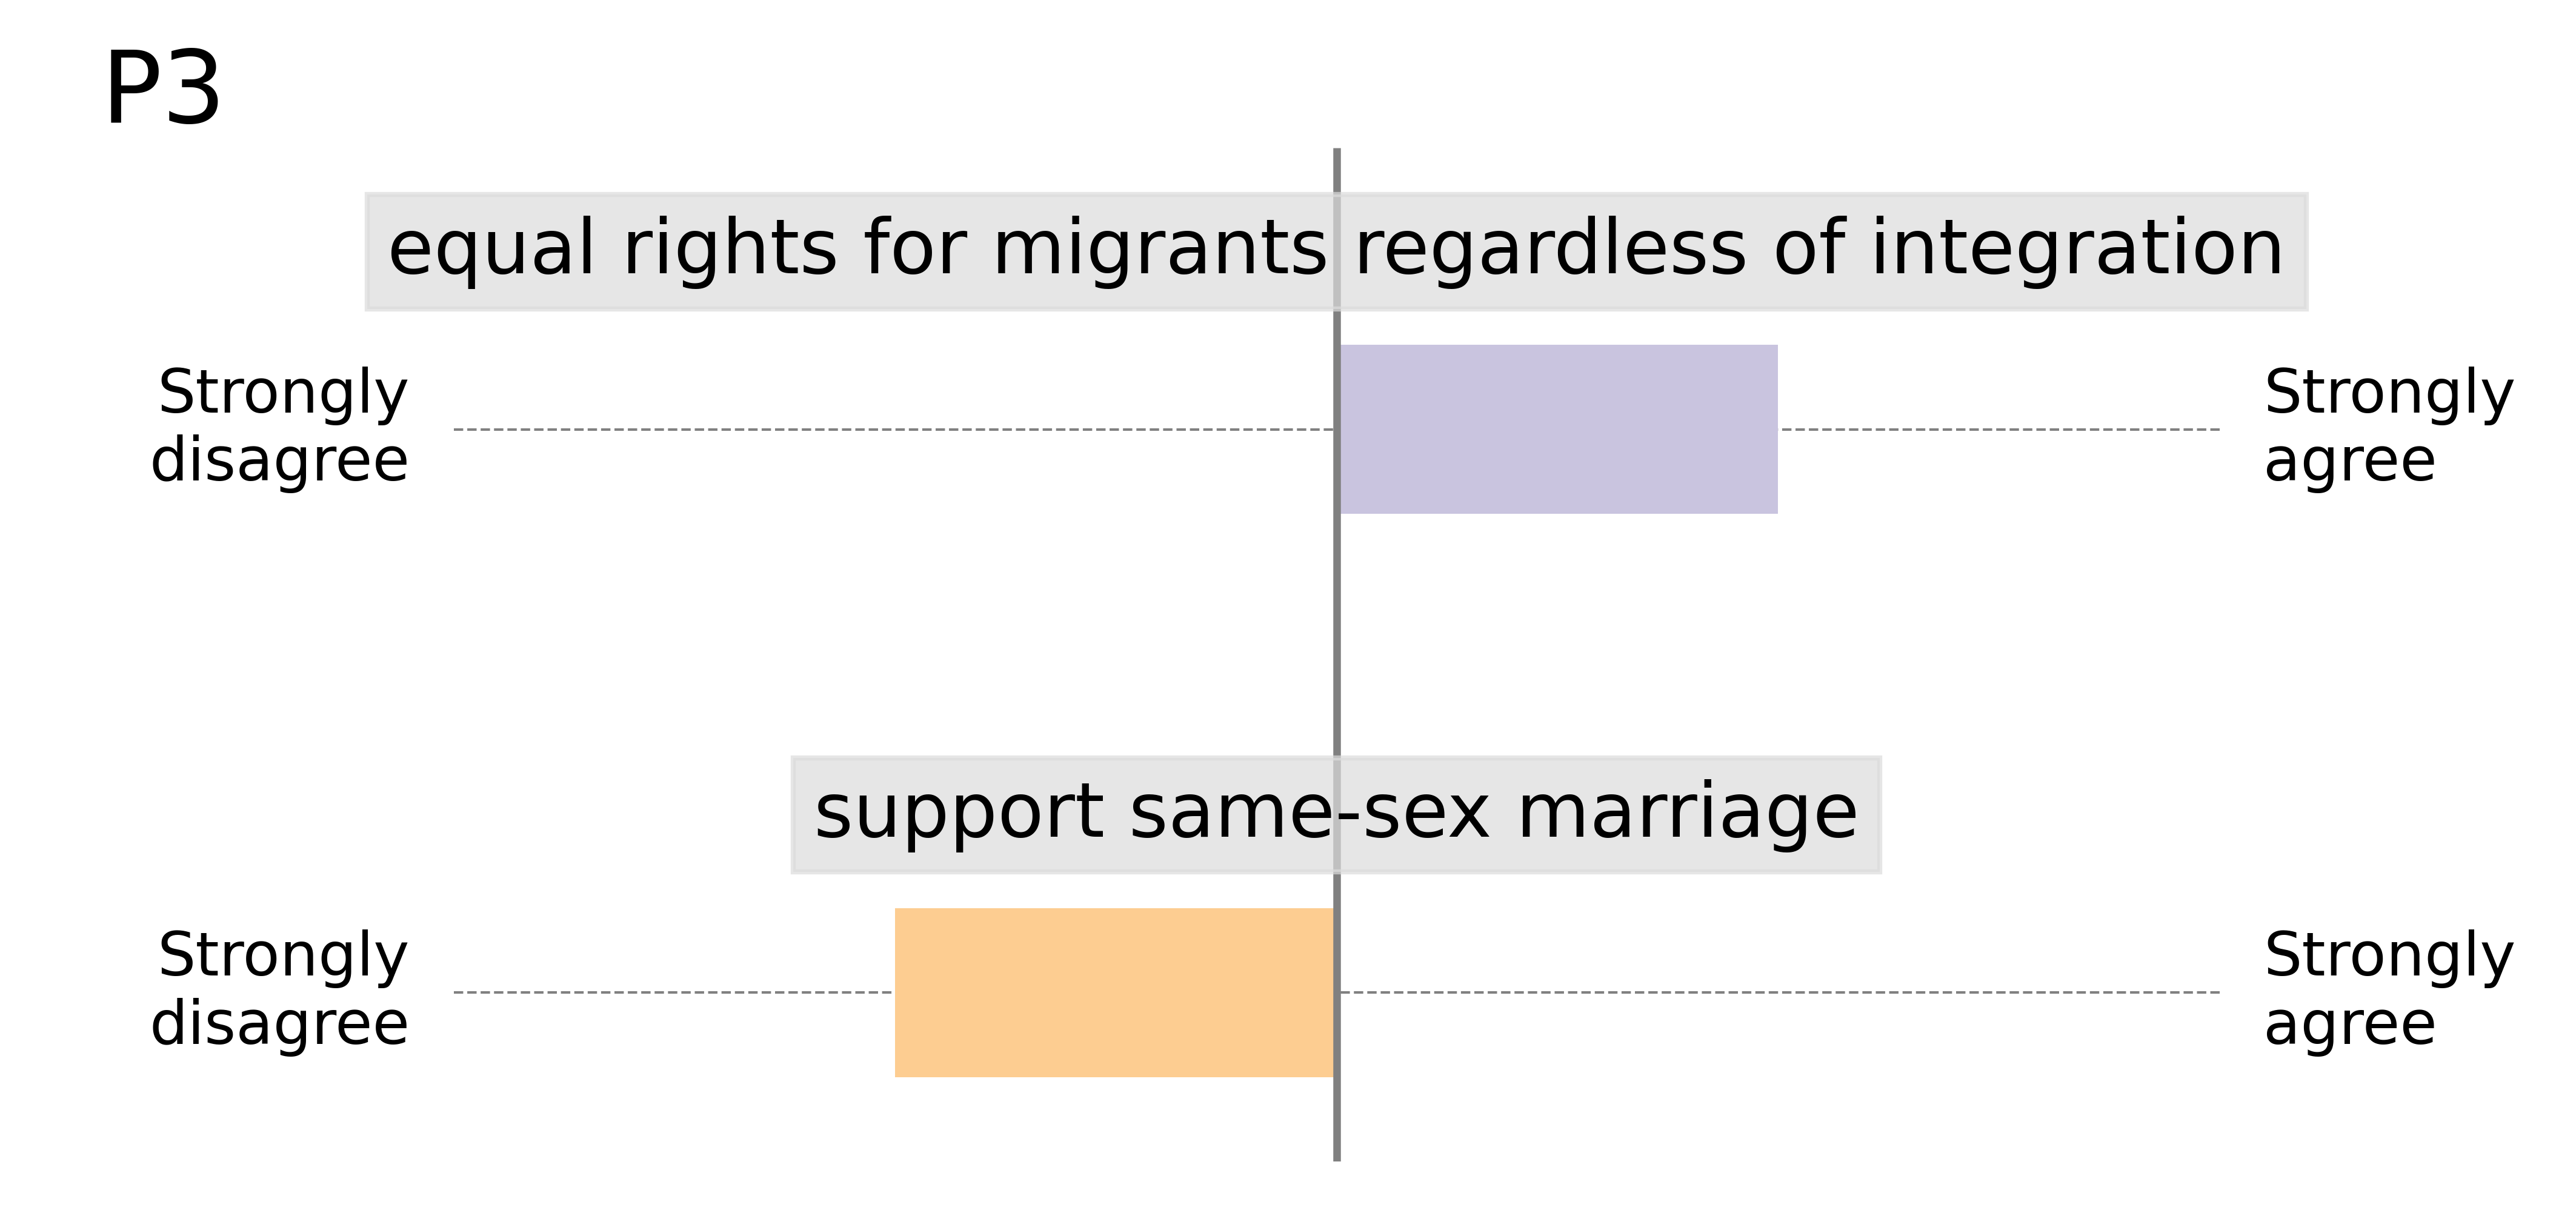 P3
equal rights for migrants regardless of integration
Strongly
disagree
Strongly
agree
support same-sex marriage
Strongly
disagree
Strongly
agree